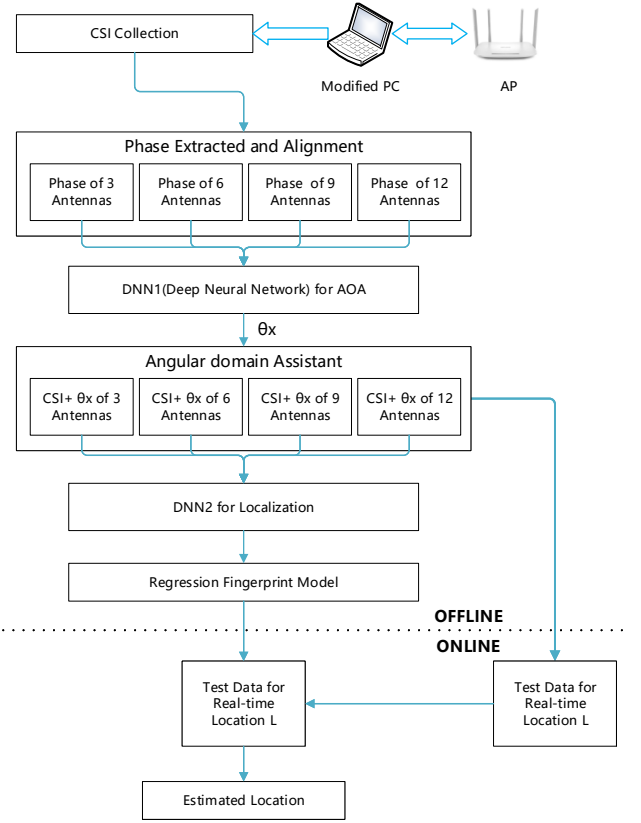 CSI Collection
Modified PC
AP
Phase Extracted and Alignment
Phase of 3
Antennas
Phase of 6
Antennas
Phase of 9
Antennas
Phase of 12
Antennas
DNN1(Deep Neural Network) for AOA
θx
Angular domain Assistant
CSI+ θx of 3
Antennas
CSI+ θx of 6
Antennas
CSI+ θx of 9
Antennas
CSI+ θx of 12
Antennas
DNN2 for Localization
Regression Fingerprint Model
OFFLINE
ONLINE
Test Data for
Real-time
Location L
Test Data for
Real-time
Location L
Estimated Location